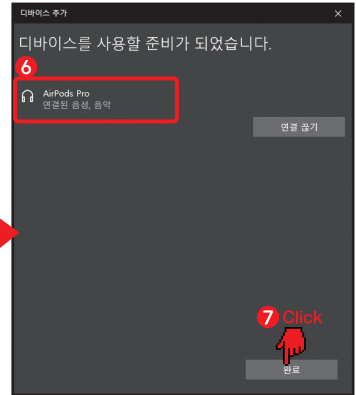 디바이스 추가
디바이스를 사용할 준비가 되었습니다.
6
AirPods Pro
연결된 음성, 음악
연결 끊기
7 Click
완료